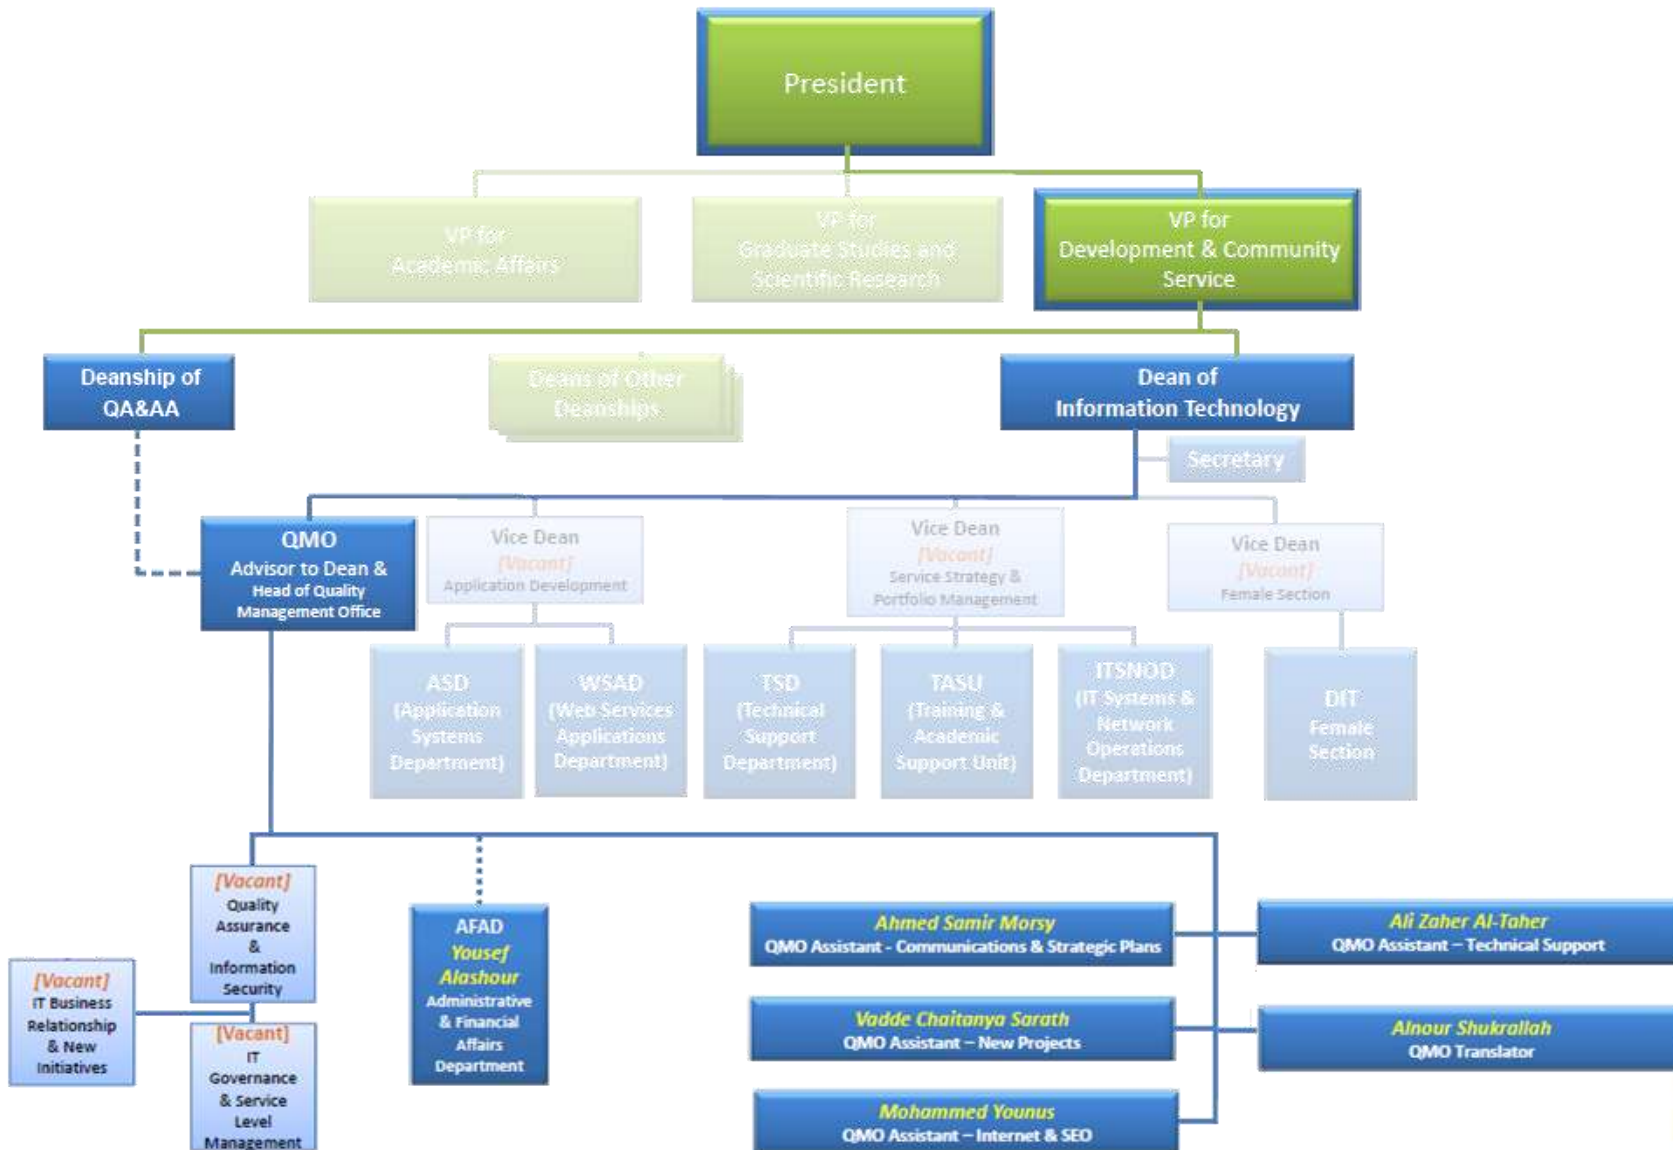 President
VP for
Academic Affairs
VP for
Graduate Studies and
Scientific Research
VP for
Development & Community
Service
Deanship of
QA&AA
Deans of Other
Deanships
Dean of
Information Technology
Secretary
QMO
Advisor to Dean &
Head of Quality
Management Office
Vice Dean
[Vacant]
Application Development
Vice Dean
[Vacant]
Service Strategy &
Portfolio Management
Vice Dean
[Vacant]
Female Section
ASD
(Application
Systems
Department)
WSAD
(Web Services
Applications
Department)
TSD
(Technical
Support
Department)
TASU
(Training &
Academic
Support Unit)
ITSNOD
(IT Systems &
Network
Operations
Department)
DIT
Female
Section
[Vacant]
Quality
Assurance
&
Information
Security
[Vacant]
IT Business
Relationship
& New
Initiatives
[Vacant]
IT
Governance
& Service
Level
Management
AFAD
Yousef
Alashour
Administrative
& Financial
Affairs
Department
Ahmed Samir Morsy
QMO Assistant - Communications & Strategic Plans
Ali Zaher Al-Taher
QMO Assistant – Technical Support
Vadde Chaitanya Sarath
QMO Assistant – New Projects
Alnour Shukrallah
QMO Translator
Mohammed Younus
QMO Assistant – Internet & SEO